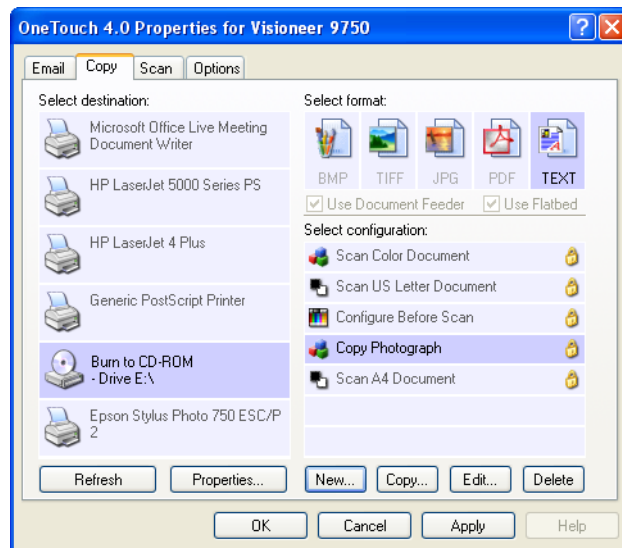 OneTouch 4.0 Properties for Visioneer 9750
Email
Copy
Scan
Options
Select destination:
Microsoft Office Live Meeting
Document Writer
HP LaserJet 5000 Series PS
HP LaserJet 4 Plus
Generic PostScript Printer
Burn to CD-ROM
- Drive E:\
Epson Stylus Photo 750 ESC/P
2
Refresh
Properties...
Select format:
BMP
TIFF
JPG
PDF
TEXT
Use Document Feeder
Use Flatbed
Select configuration:
Scan Color Document
Scan US Letter Document
Configure Before Scan
Copy Photograph
Scan A4 Document
New...
Copy...
Edit...
Delete
OK
Cancel
Apply
Help